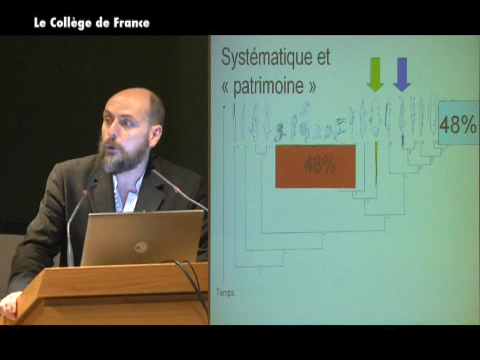 Le Collège de France
Systématique et
« patrimoine »
48%
48%
Temps